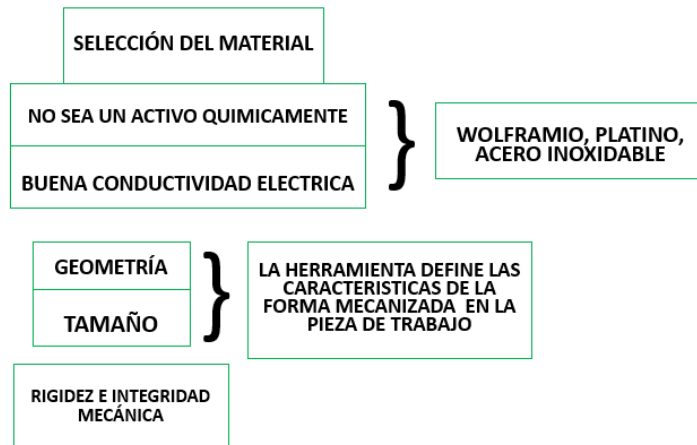 SELECCIÓN DEL MATERIAL
NO SEA UN ACTIVO QUIMICAMENTE
BUENA CONDUCTIVIDAD ELECTRICA
WOLFRAMIO, PLATINO,
ACERO INOXIDABLE
GEOMETRÍA
TAMAÑO
LA HERRAMIENTA DEFINE LAS
CARACTERISTICAS DE LA
FORMA MECANIZADA EN LA
PIEZA DE TRABAJO
RIGIDEZ E INTEGRIDAD
MECÁNICA